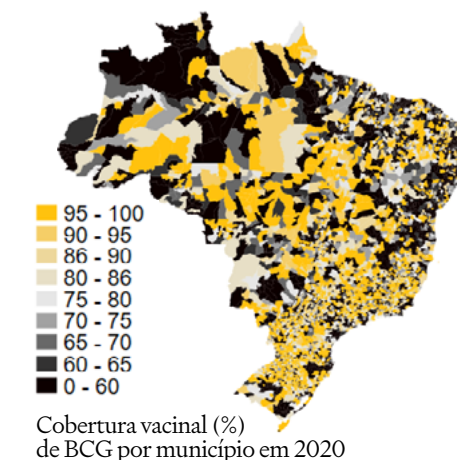 95 - 100
90 - 95
86 - 90
80 - 86
75 - 80
70 - 75
65 - 70
60 - 65
0 - 60
Cobertura vacinal (%)
de BCG por município em 2020